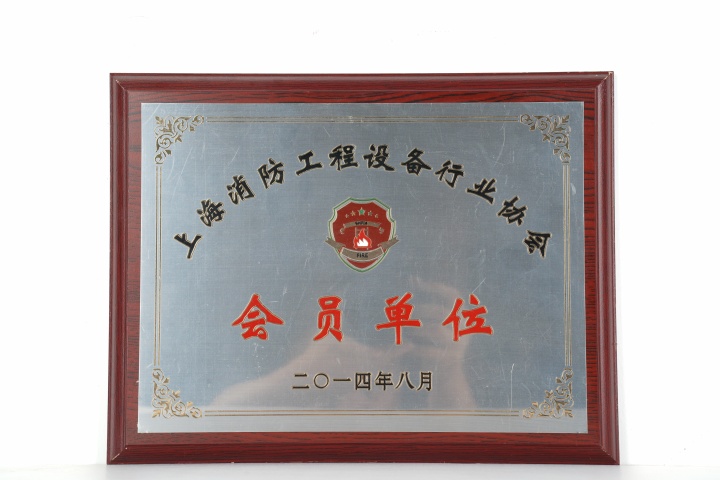 上海消防工程设备行业协会
会员单位
二〇一四年八月